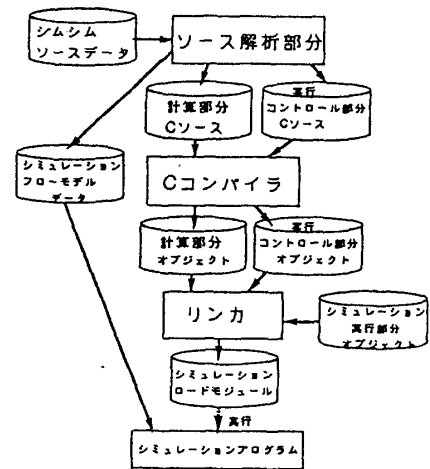 シムシム
ソースデータ
ソース解析部分
計算部分
Cソース
実行
コントロール部分
Cソース
シミュレーション
フローモデル
データ
Cコンパイラ
計算部分
オブジェクト
実行
コントロール部分
オブジェクト
リンカ
シミュレーション
実行部分
オブジェクト
シミュレーション
ロードモジュール
実行
シミュレーションプログラム